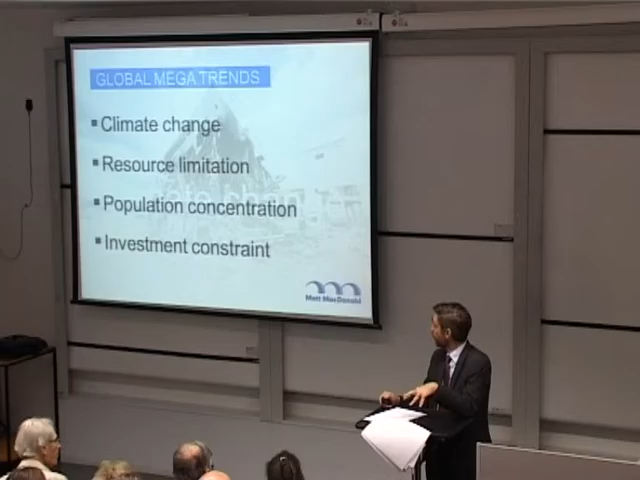 GLOBAL MEGA TRENDS
▪ Climate change
▪ Resource limitation
▪ Population concentration
▪ Investment constraint
Mott MacDonald